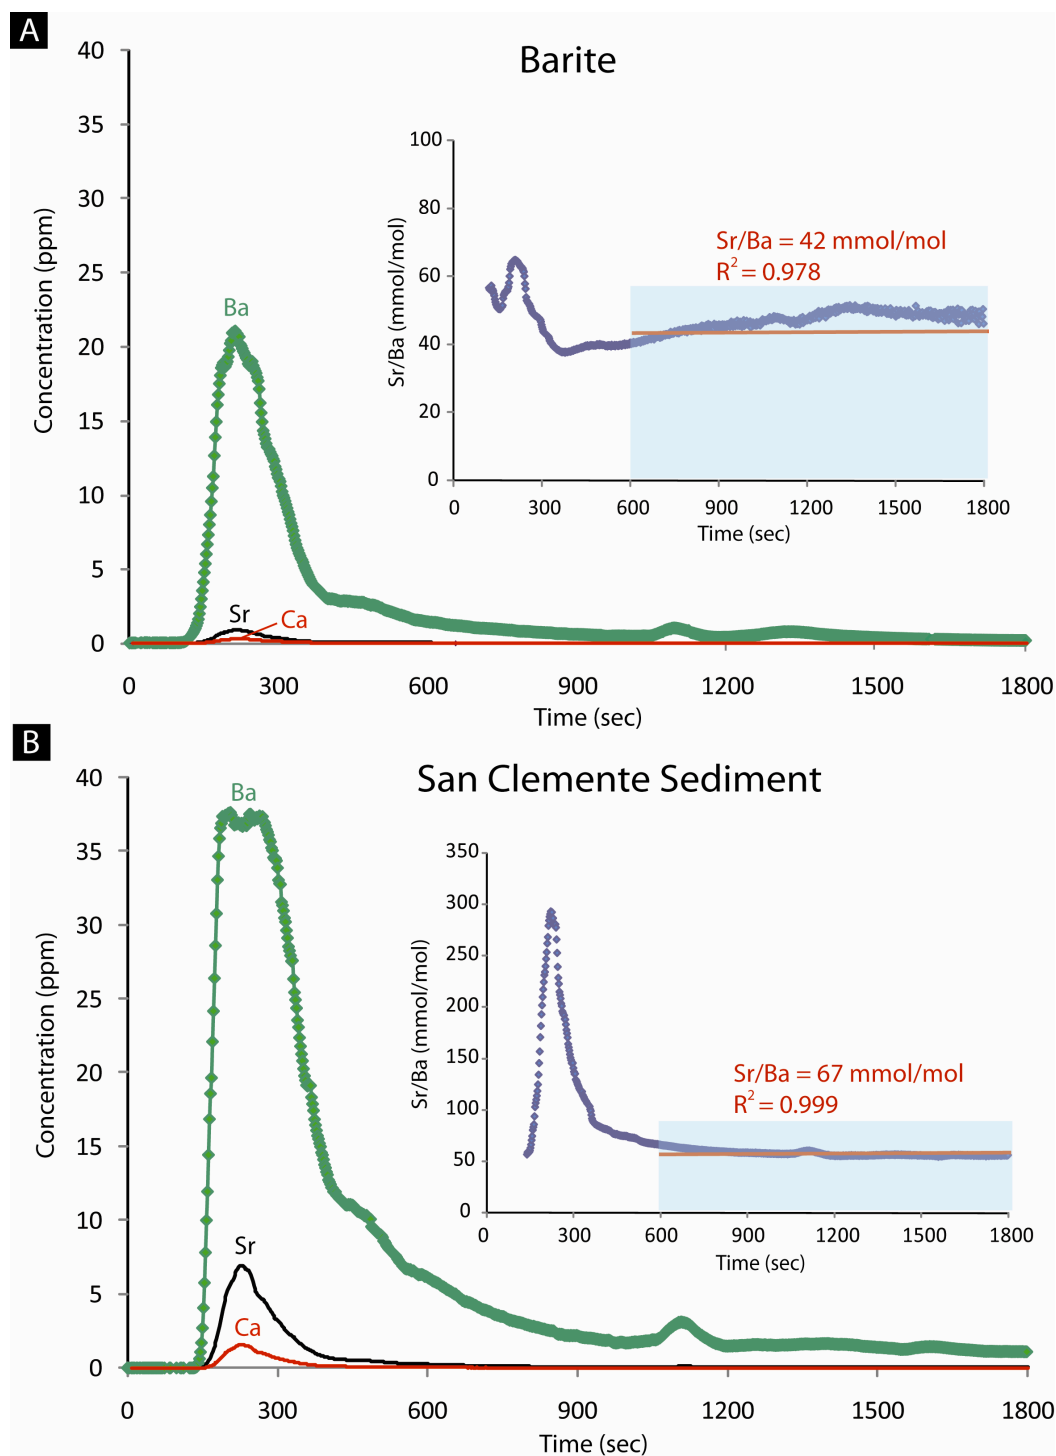 A
Barite
40
35
30
25
20
15
10
5
0
Concentration (ppm)
Ba
Sr
Ca
0 300 600 900 1200 1500 1800
Time (sec)
100
80
60
40
20
0
Sr/Ba (mmol/mol)
Sr/Ba = 42 mmol/mol
R² = 0.978
0 300 600 900 1200 1500 1800
Time (sec)
B
San Clemente Sediment
40
35
30
25
20
15
10
5
0
Concentration (ppm)
Ba
Sr
Ca
0 300 600 900 1200 1500 1800
Time (sec)
350
300
250
200
150
100
50
0
Sr/Ba (mmol/mol)
Sr/Ba = 67 mmol/mol
R² = 0.999
0 300 600 900 1200 1500 1800
Time (sec)